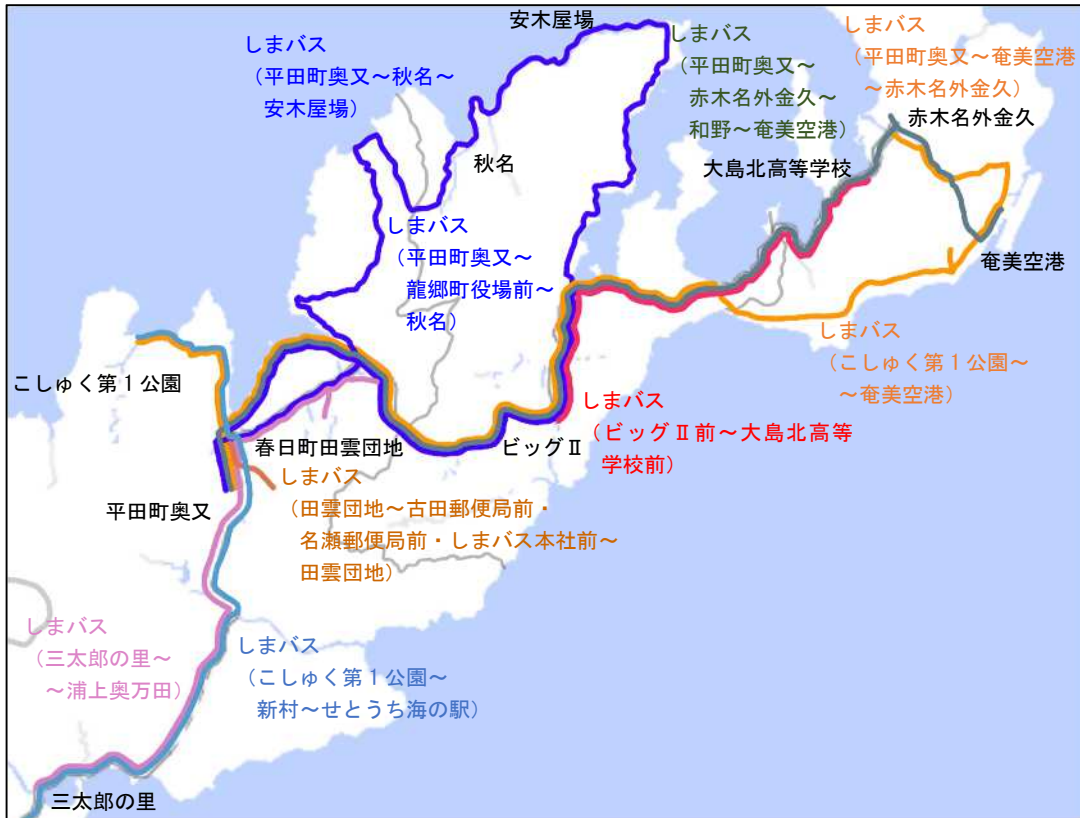 安木屋場
しまバス
（平田町奥又～秋名～
安木屋場）
しまバス
（平田町奥又～
赤木名外金久～
和野～奄美空港）
しまバス
（平田町奥又～奄美空港
～赤木名外金久）
赤木名外金久
秋名
大島北高等学校
しまバス
（平田町奥又～
龍郷町役場前～
秋名）
奄美空港
しまバス
（こしゅく第１公園～
～奄美空港）
こしゅく第１公園
しまバス
（ビッグⅡ前～大島北高等
学校前）
春日町田雲団地
ビッグⅡ
しまバス
（田雲団地～古田郵便局前・
名瀬郵便局前・しまバス本社前～
田雲団地）
平田町奥又
しまバス
（三太郎の里～
～浦上奥万田）
しまバス
（こしゅく第１公園～
新村～せとうち海の駅）
三太郎の里